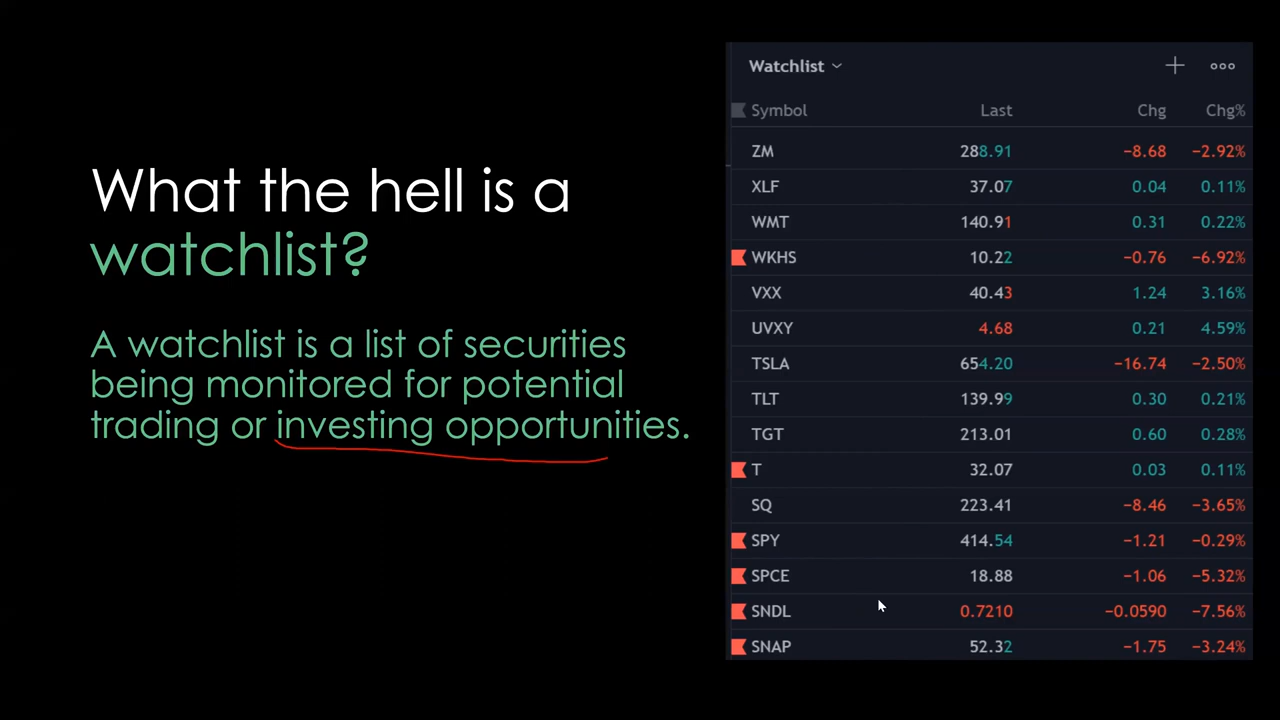 What the hell is a
watchlist?
A watchlist is a list of securities
being monitored for potential
trading or investing opportunities.
Watchlist
Symbol Last Chg Chg%
ZM 288.91 −8.68 −2.92%
XLF 37.07 0.04 0.11%
WMT 140.91 0.31 0.22%
WKHS 10.22 −0.76 −6.92%
VXX 40.43 1.24 3.16%
UVXY 4.68 0.21 4.59%
TSLA 654.20 −16.74 −2.50%
TLT 139.99 0.30 0.21%
TGT 213.01 0.60 0.28%
T 32.07 0.03 0.11%
SQ 223.41 −8.46 −3.65%
SPY 414.54 −1.21 −0.29%
SPCE 18.88 −1.06 −5.32%
SNDL 0.7210 −0.0590 −7.56%
SNAP 52.32 −1.75 −3.24%